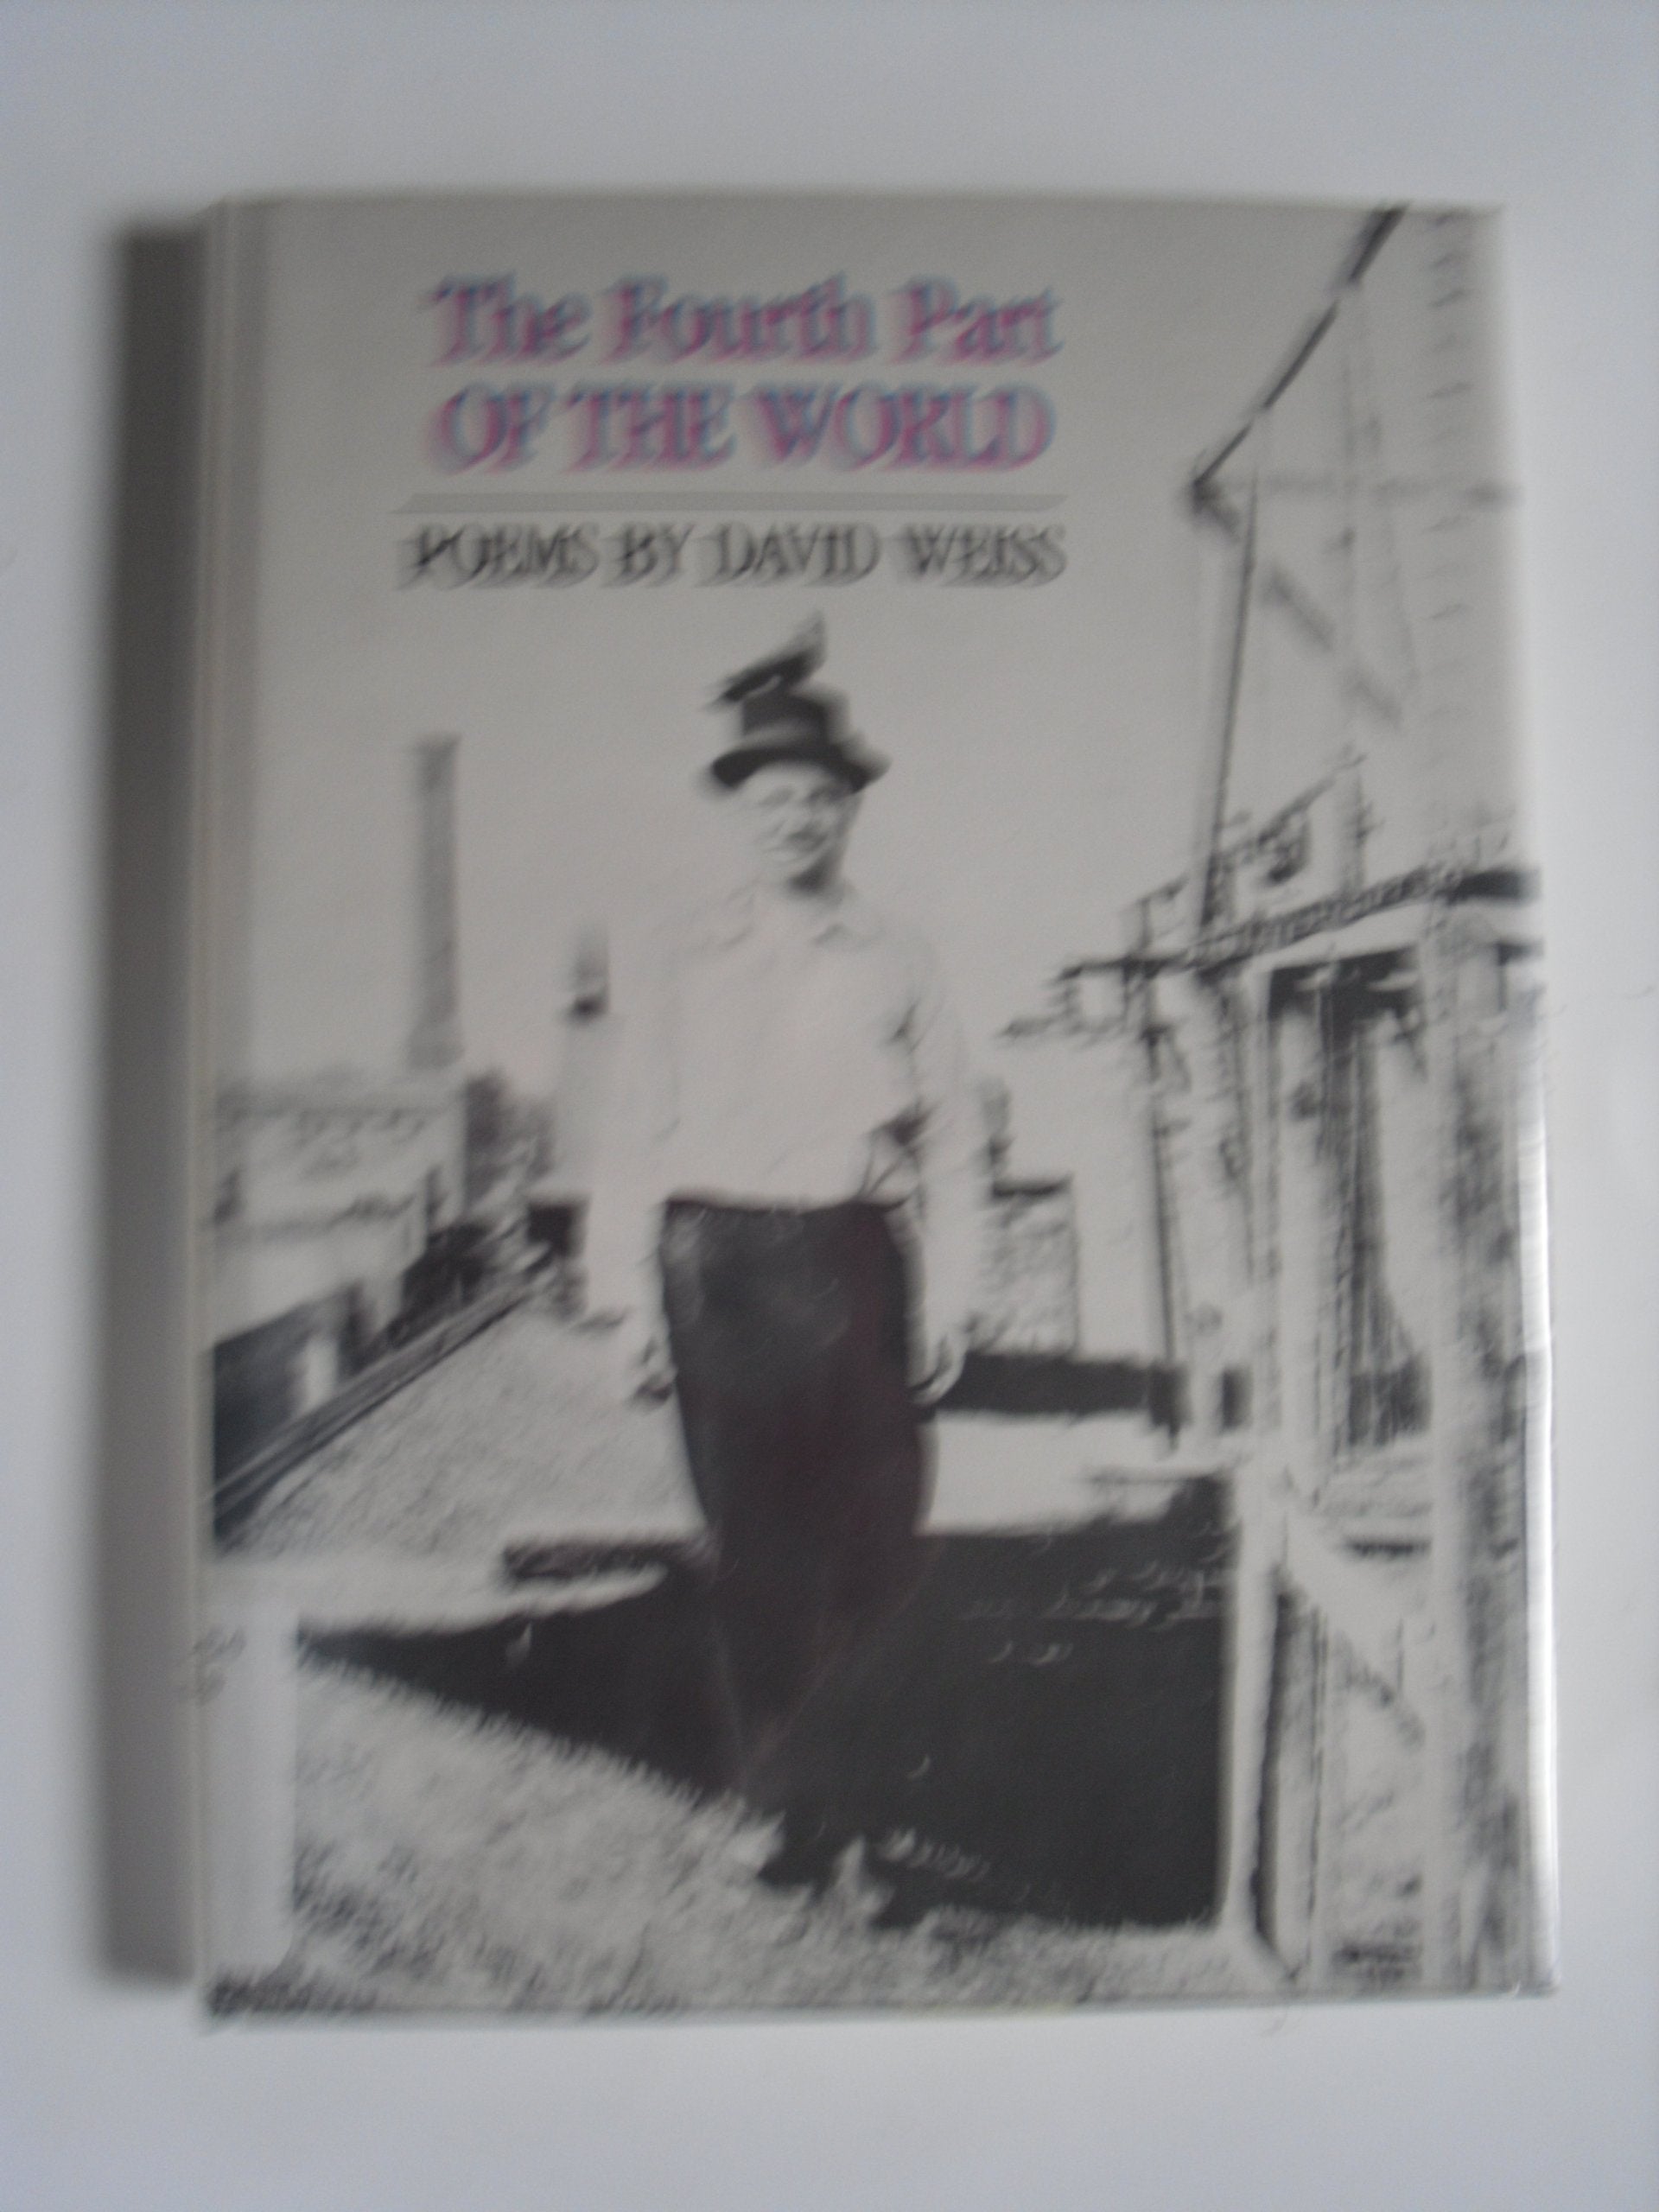 The Fourth Part
OF THE WORLD
POEMS BY DAVID WEISS